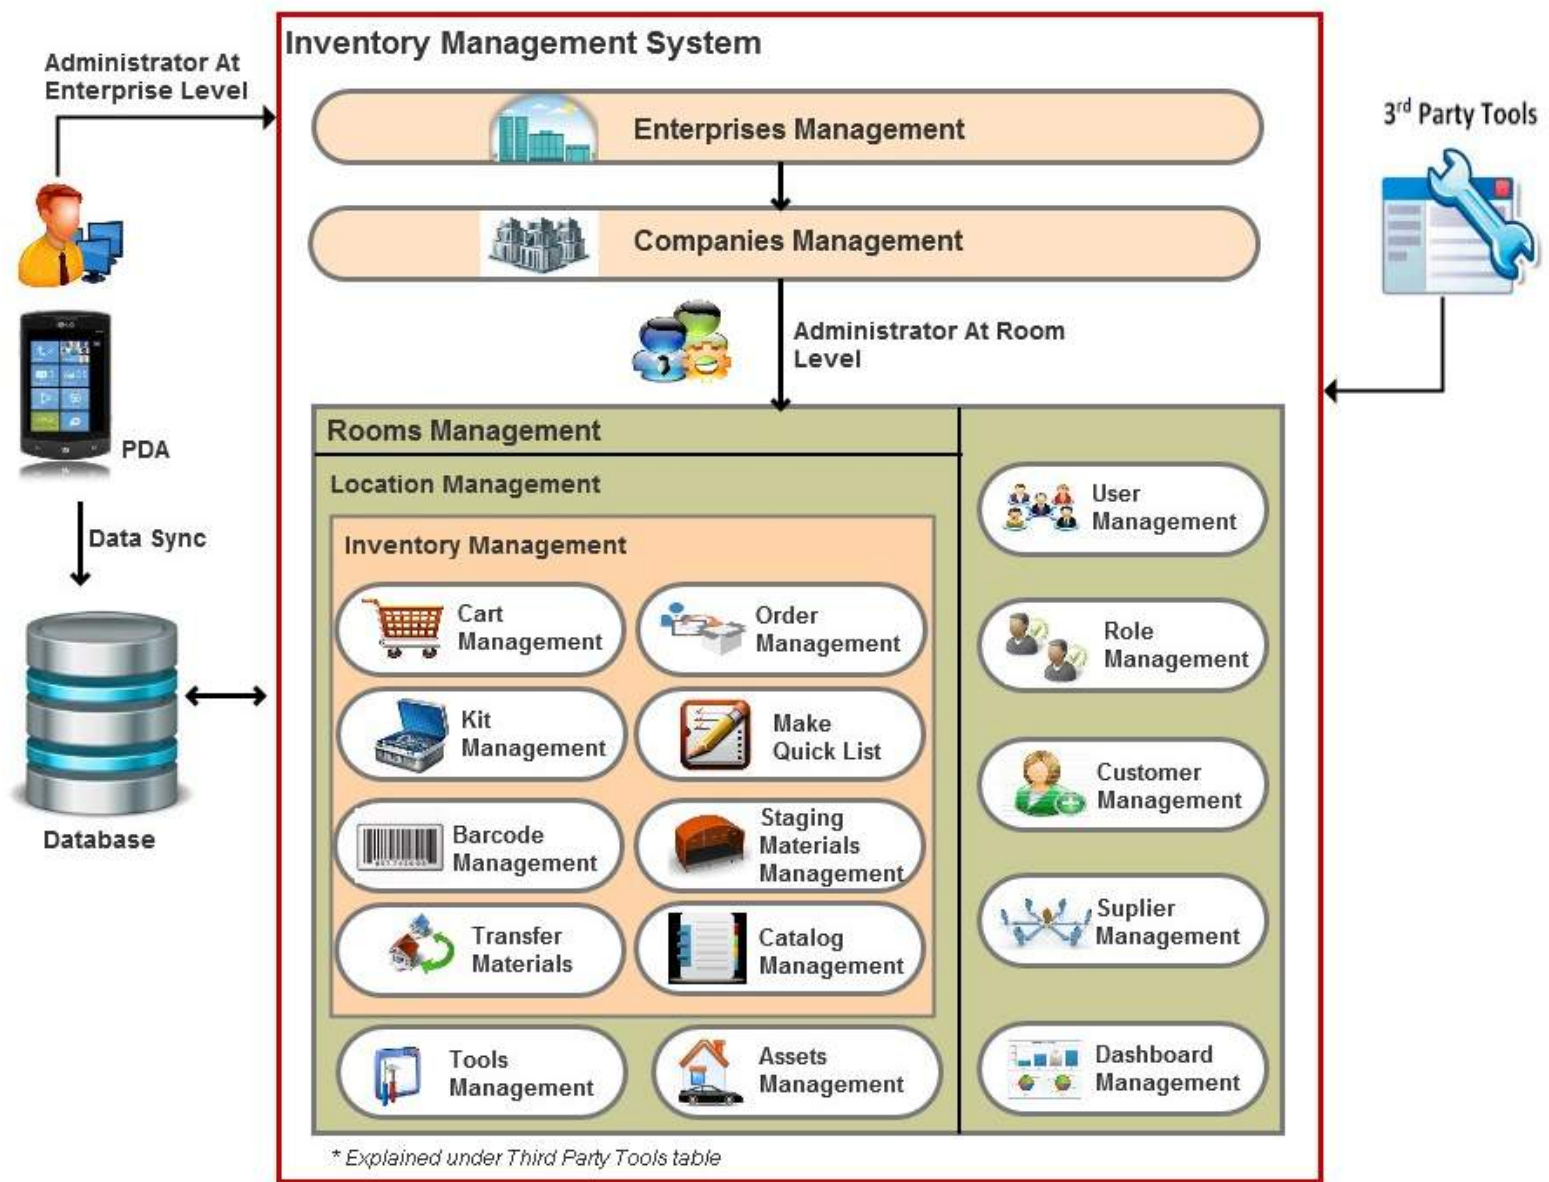 Inventory Management System
Administrator At
Enterprise Level
Enterprises Management
3rd Party Tools
Companies Management
Administrator At Room
Level
PDA
Data Sync
Database
Rooms Management
Location Management
Inventory Management
Cart
Management
Order
Management
Kit
Management
Make
Quick List
Barcode
Management
Staging
Materials
Management
Transfer
Materials
Catalog
Management
Tools
Management
Assets
Management
User
Management
Role
Management
Customer
Management
Suplier
Management
Dashboard
Management
* Explained under Third Party Tools table